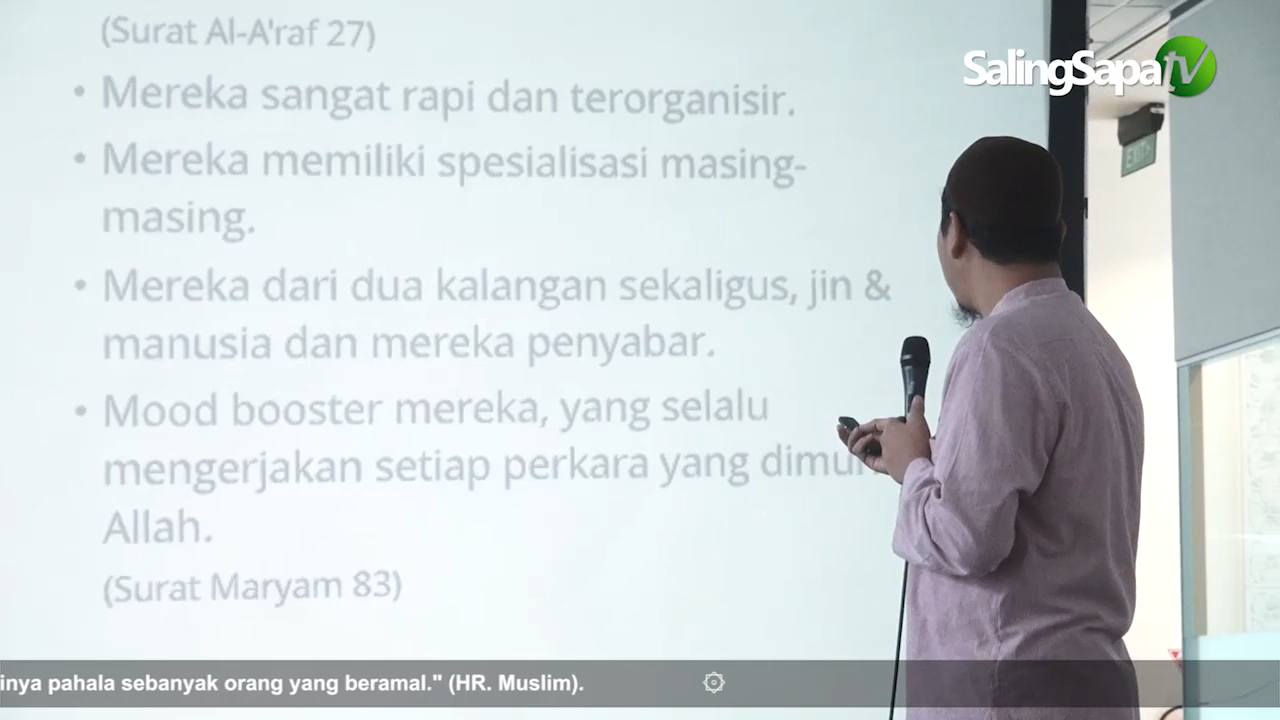 (Surat Al-A'raf 27)
SalingSapa tv
• Mereka sangat rapi dan terorganisir.
EXIT
• Mereka memiliki spesialisasi masing-
masing.
• Mereka dari dua kalangan sekaligus, jin &
manusia dan mereka penyabar.
• Mood booster mereka, yang selalu
mengerjakan setiap perkara yang
Allah.
(Surat Maryam 83)
pahala sebanyak orang yang beramal." (HR. Muslim).